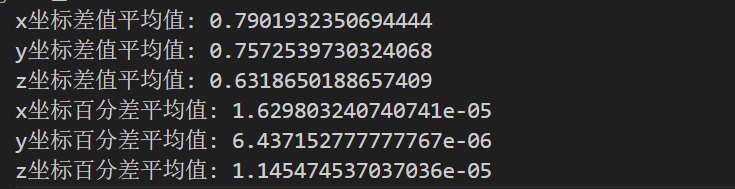 x坐标差值平均值: 0.7901932350694444
y坐标差值平均值: 0.7572539730324068
z坐标差值平均值: 0.6318650188657409
x坐标百分差平均值: 1.629803240740741e-05
y坐标百分差平均值: 6.437152777777767e-06
z坐标百分差平均值: 1.145474537037036e-05